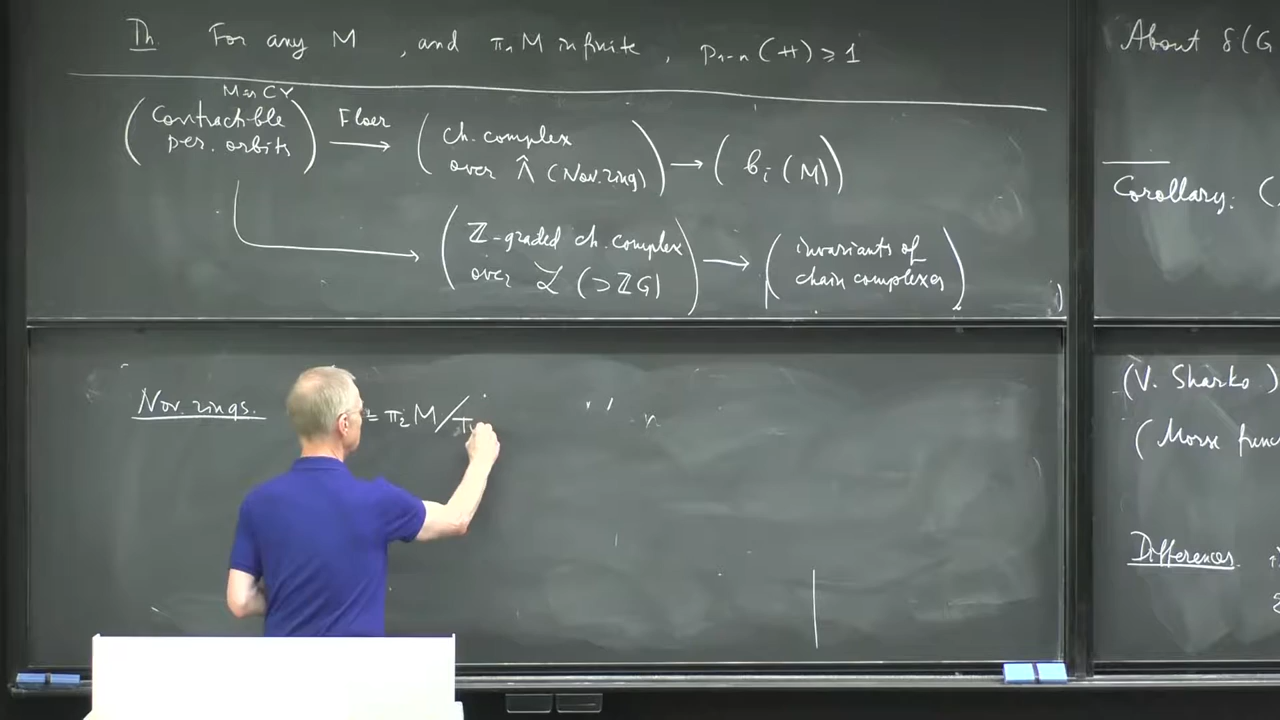 Th For any M , and π₁M infinite, p₁₋ₙ(H) ≥ 1
M = CY
(Contractible per. orbits) Floer → (ch. complex over Λ̂ (Nov. ring)) → (bᵢ(M))
(ℤ-graded ch. complex over ℒ̃ (⊃ℤG)) → (invariants of chain complexes)
Nov. rings. = π₂M/
About δ(G
Corollary: (
(V. Sharko)
(Morse func
Differences